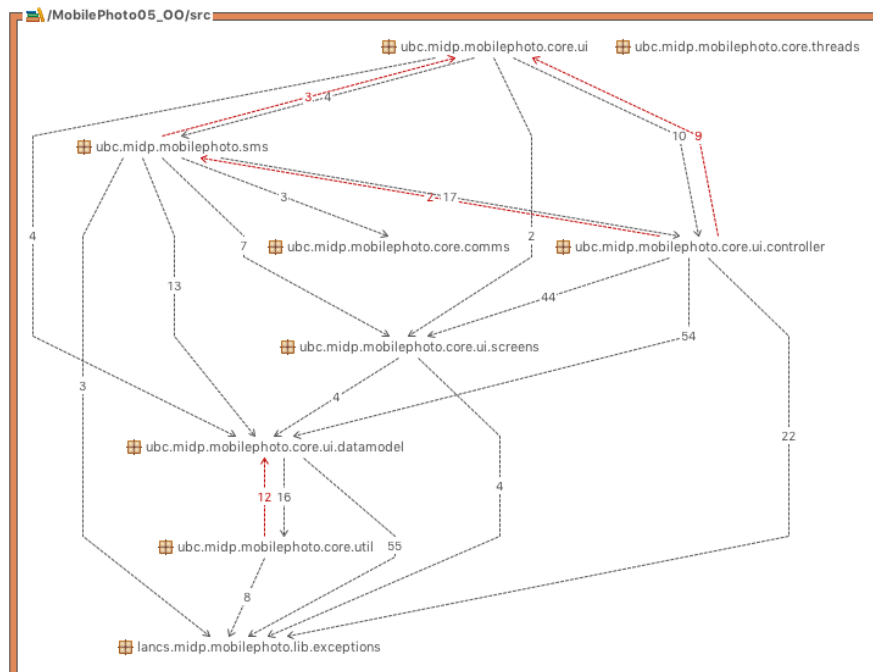 /MobilePhoto05_OO/src
ubc.midp.mobilephoto.core.ui
ubc.midp.mobilephoto.core.threads
3
4
10
9
ubc.midp.mobilephoto.sms
2
17
3
4
7
ubc.midp.mobilephoto.core.comms
2
ubc.midp.mobilephoto.core.ui.controller
13
44
54
ubc.midp.mobilephoto.core.ui.screens
3
4
22
ubc.midp.mobilephoto.core.ui.datamodel
4
12
16
55
ubc.midp.mobilephoto.core.util
8
lancs.midp.mobilephoto.lib.exceptions